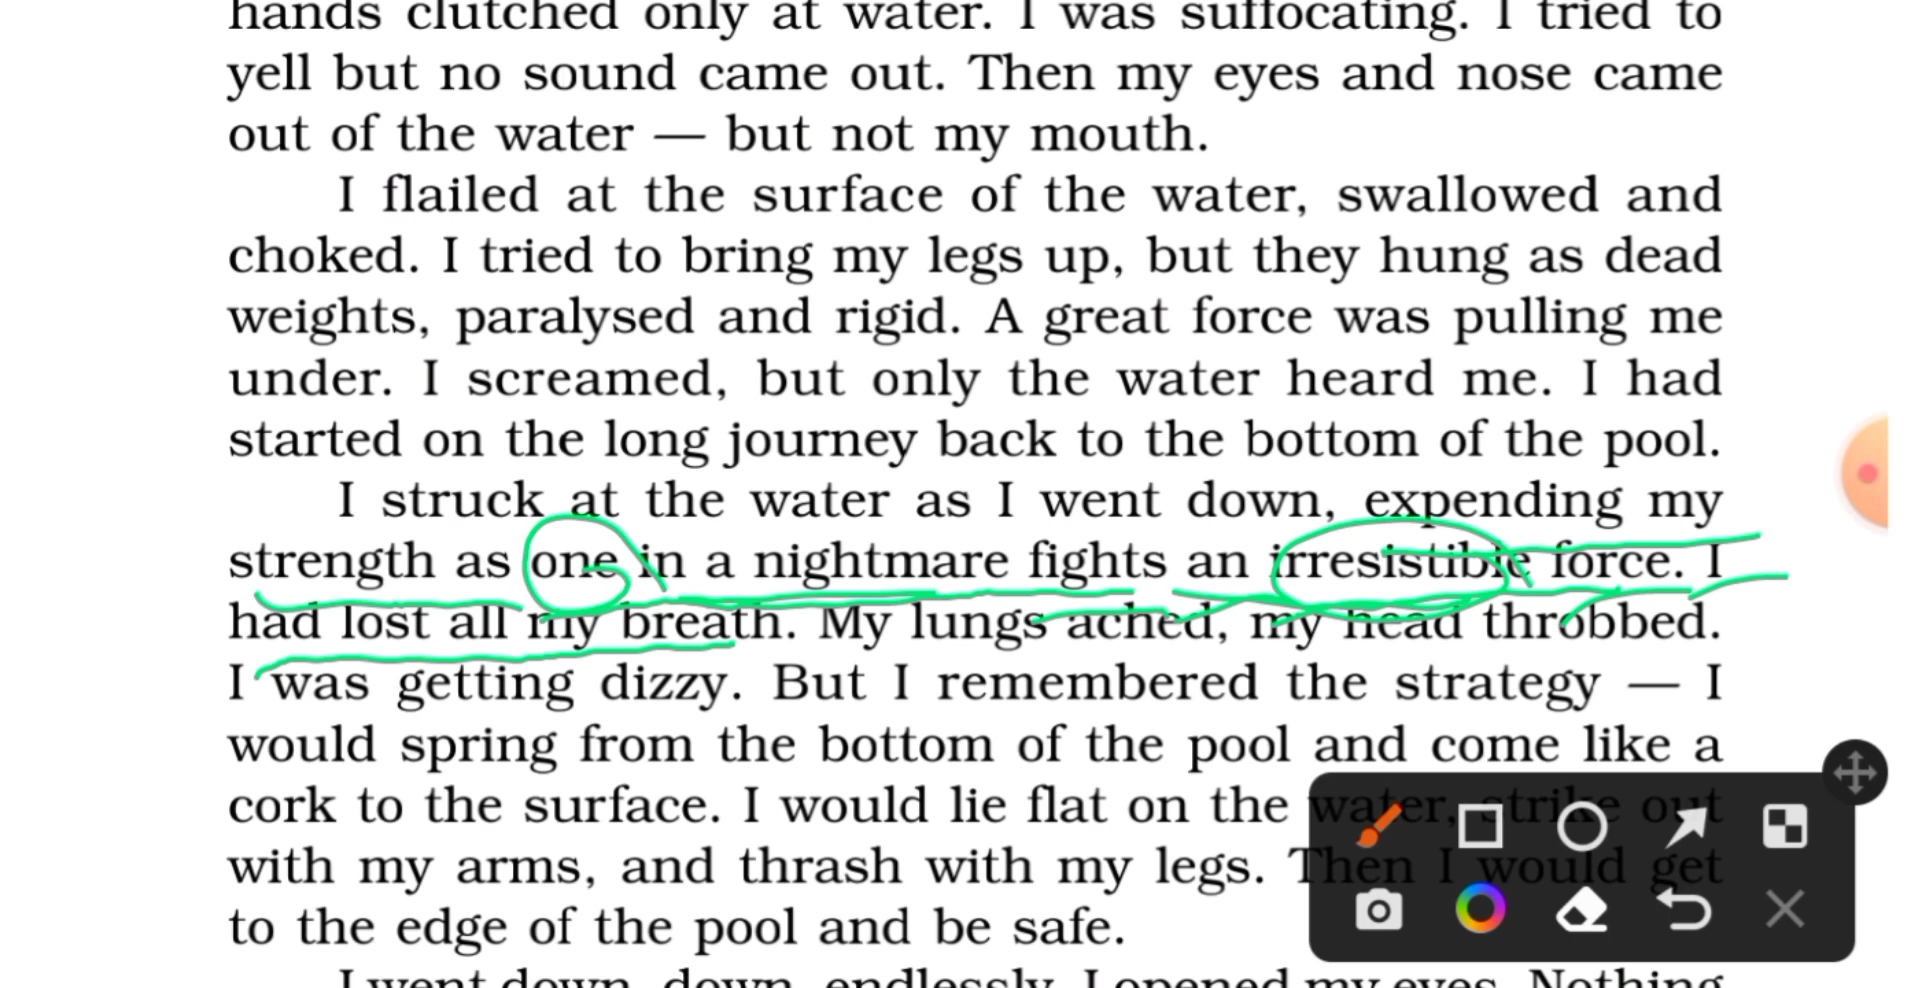 hands clutched only at water. I was suffocating. I tried to
yell but no sound came out. Then my eyes and nose came
out of the water — but not my mouth.
I flailed at the surface of the water, swallowed and
choked. I tried to bring my legs up, but they hung as dead
weights, paralysed and rigid. A great force was pulling me
under. I screamed, but only the water heard me. I had
started on the long journey back to the bottom of the pool.
I struck at the water as I went down, expending my
strength as one in a nightmare fights an irresistible force. I
had lost all my breath. My lungs ached, my head throbbed.
I was getting dizzy. But I remembered the strategy — I
would spring from the bottom of the pool and come like a
cork to the surface. I would lie flat on the water, strike out
with my arms, and thrash with my legs. Then I would get
to the edge of the pool and be safe.
I went down, down, endlessly. I opened my eyes. Nothing